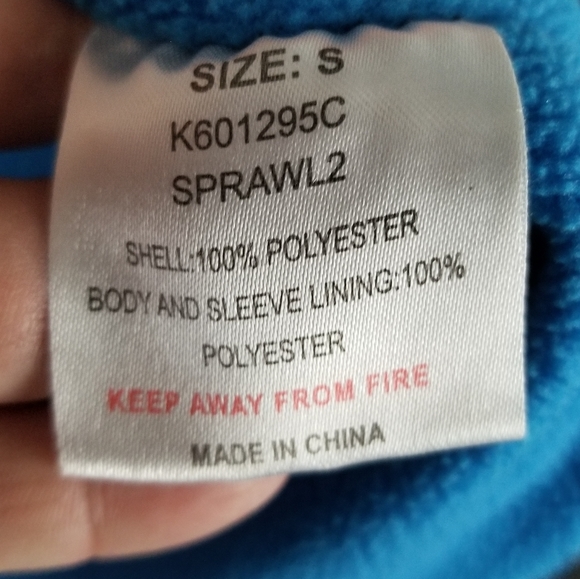 SIZE: S
K601295C
SPRAWL2
SHELL:100% POLYESTER
BODY AND SLEEVE LINING:100%
POLYESTER
KEEP AWAY FROM FIRE
MADE IN CHINA